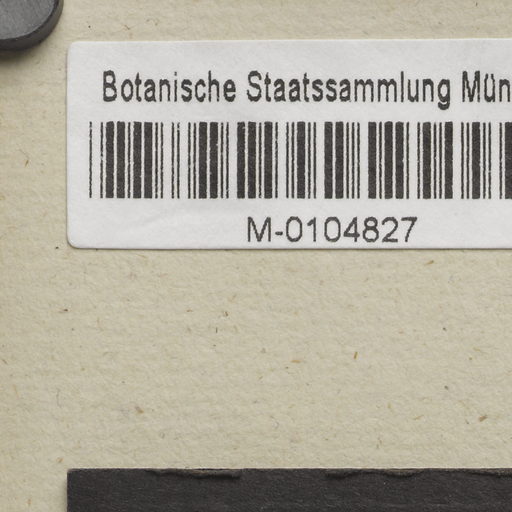 Botanische Staatssammlung Mün
M-0104827